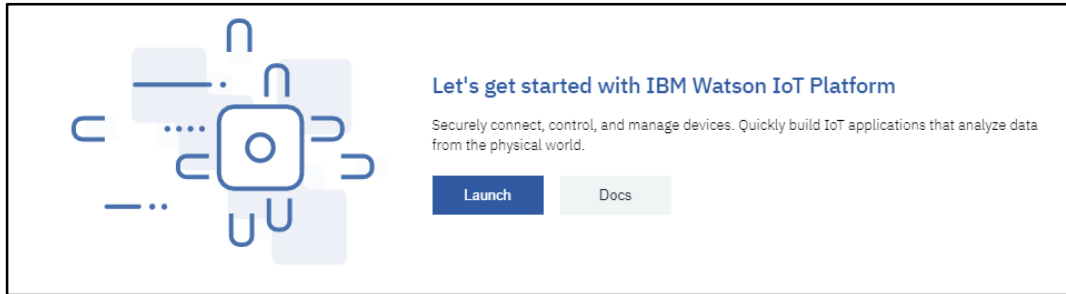 Let's get started with IBM Watson IoT Platform
Securely connect, control, and manage devices. Quickly build IoT applications that analyze data
from the physical world.
Launch Docs